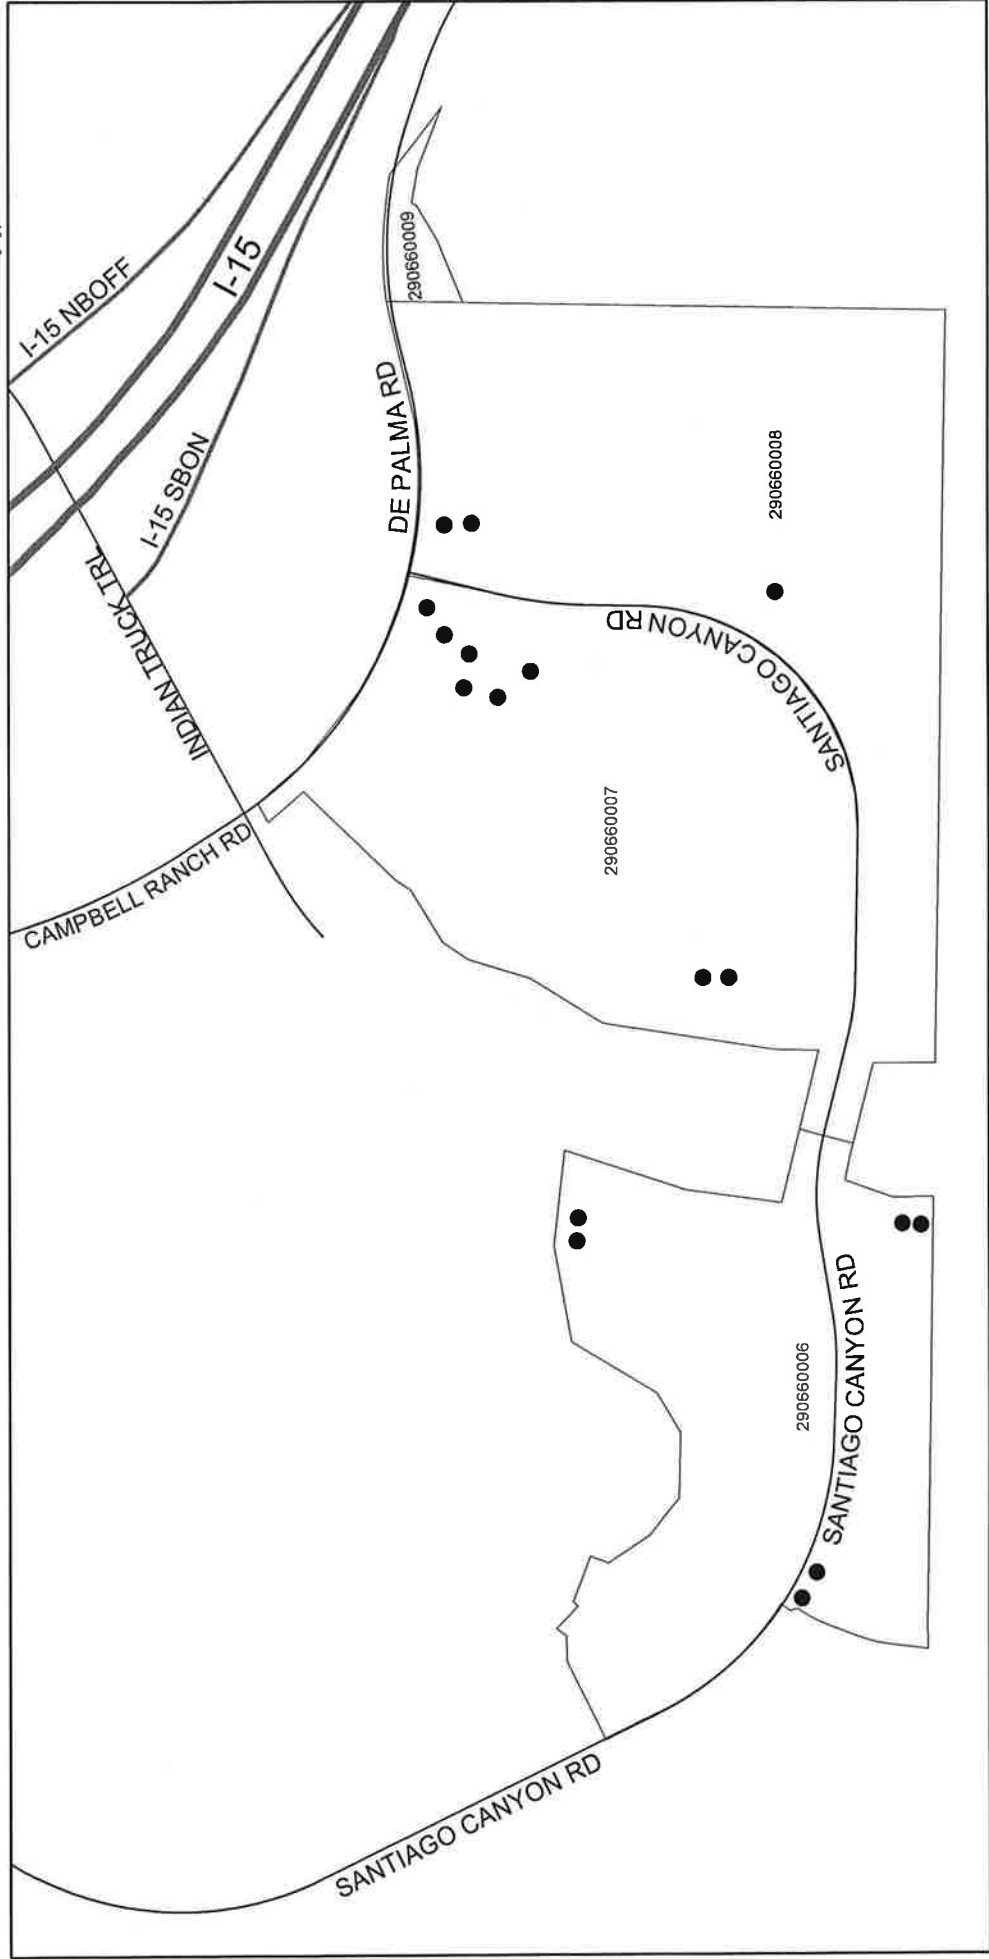 I-15 NBOFF
I-15
I-15 SBON
INDIAN TRUCK TRL
CAMPBELL RANCH RD
DE PALMA RD
290660009
290660008
SANTIAGO CANYON RD
290660007
290660006
SANTIAGO CANYON RD
SANTIAGO CANYON RD